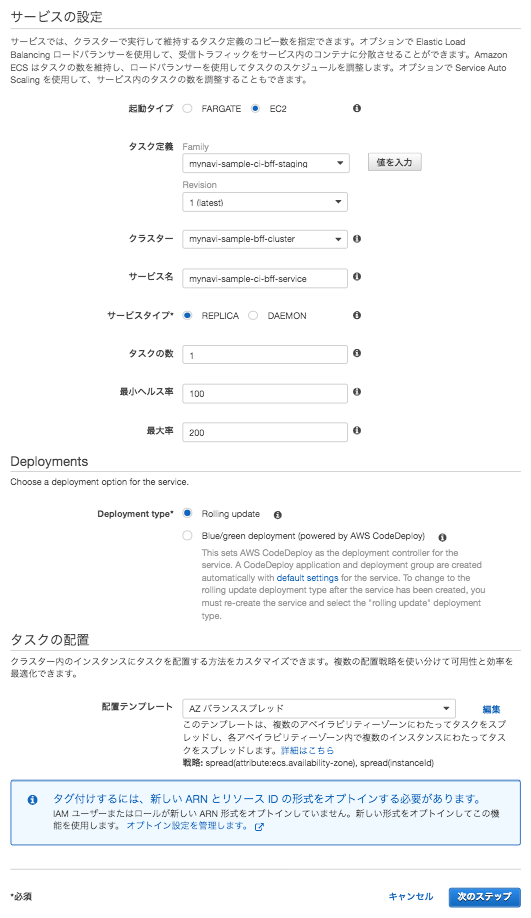 サービスの設定
サービスでは、クラスターで実行して維持するタスク定義のコピー数を指定できます。オプションで Elastic Load
Balancing ロードバランサーを使用して、受信トラフィックをサービス内のコンテナに分散させることができます。Amazon
ECS はタスクの数を維持し、ロードバランサーを使用してタスクのスケジュールを調整します。オプションで Service Auto
Scaling を使用して、サービス内のタスクの数を調整することもできます。
起動タイプ FARGATE EC2
タスク定義 Family
mynavi-sample-ci-bff-staging 値を入力
Revision
1 (latest)
クラスター mynavi-sample-bff-cluster
サービス名 mynavi-sample-ci-bff-service
サービスタイプ* REPLICA DAEMON
タスクの数 1
最小ヘルス率 100
最大率 200
Deployments
Choose a deployment option for the service.
Deployment type* Rolling update
Blue/green deployment (powered by AWS CodeDeploy)
This sets AWS CodeDeploy as the deployment controller for the
service. A CodeDeploy application and deployment group are created
automatically with default settings for the service. To change to the
rolling update deployment type after the service has been created, you
must re-create the service and select the "rolling update" deployment
type.
タスクの配置
クラスター内のインスタンスにタスクを配置する方法をカスタマイズできます。複数の配置戦略を使い分けて可用性と効率を
最適化できます。
配置テンプレート AZ バランススプレッド 編集
このテンプレートは、複数のアベイラビリティーゾーンにわたってタスクをスプ
レッドし、各アベイラビリティーゾーン内で複数のインスタンスにわたってタス
クをスプレッドします。詳細はこちら
戦略: spread(attribute:ecs.availability-zone), spread(instanceId)
タグ付けするには、新しい ARN とリソース ID の形式をオプトインする必要があります。
IAM ユーザーまたはロールが新しい ARN 形式をオプトインしていません。新しい形式をオプトインしてこの機
能を使用します。 オプトイン設定を管理します。
*必須 キャンセル 次のステップ